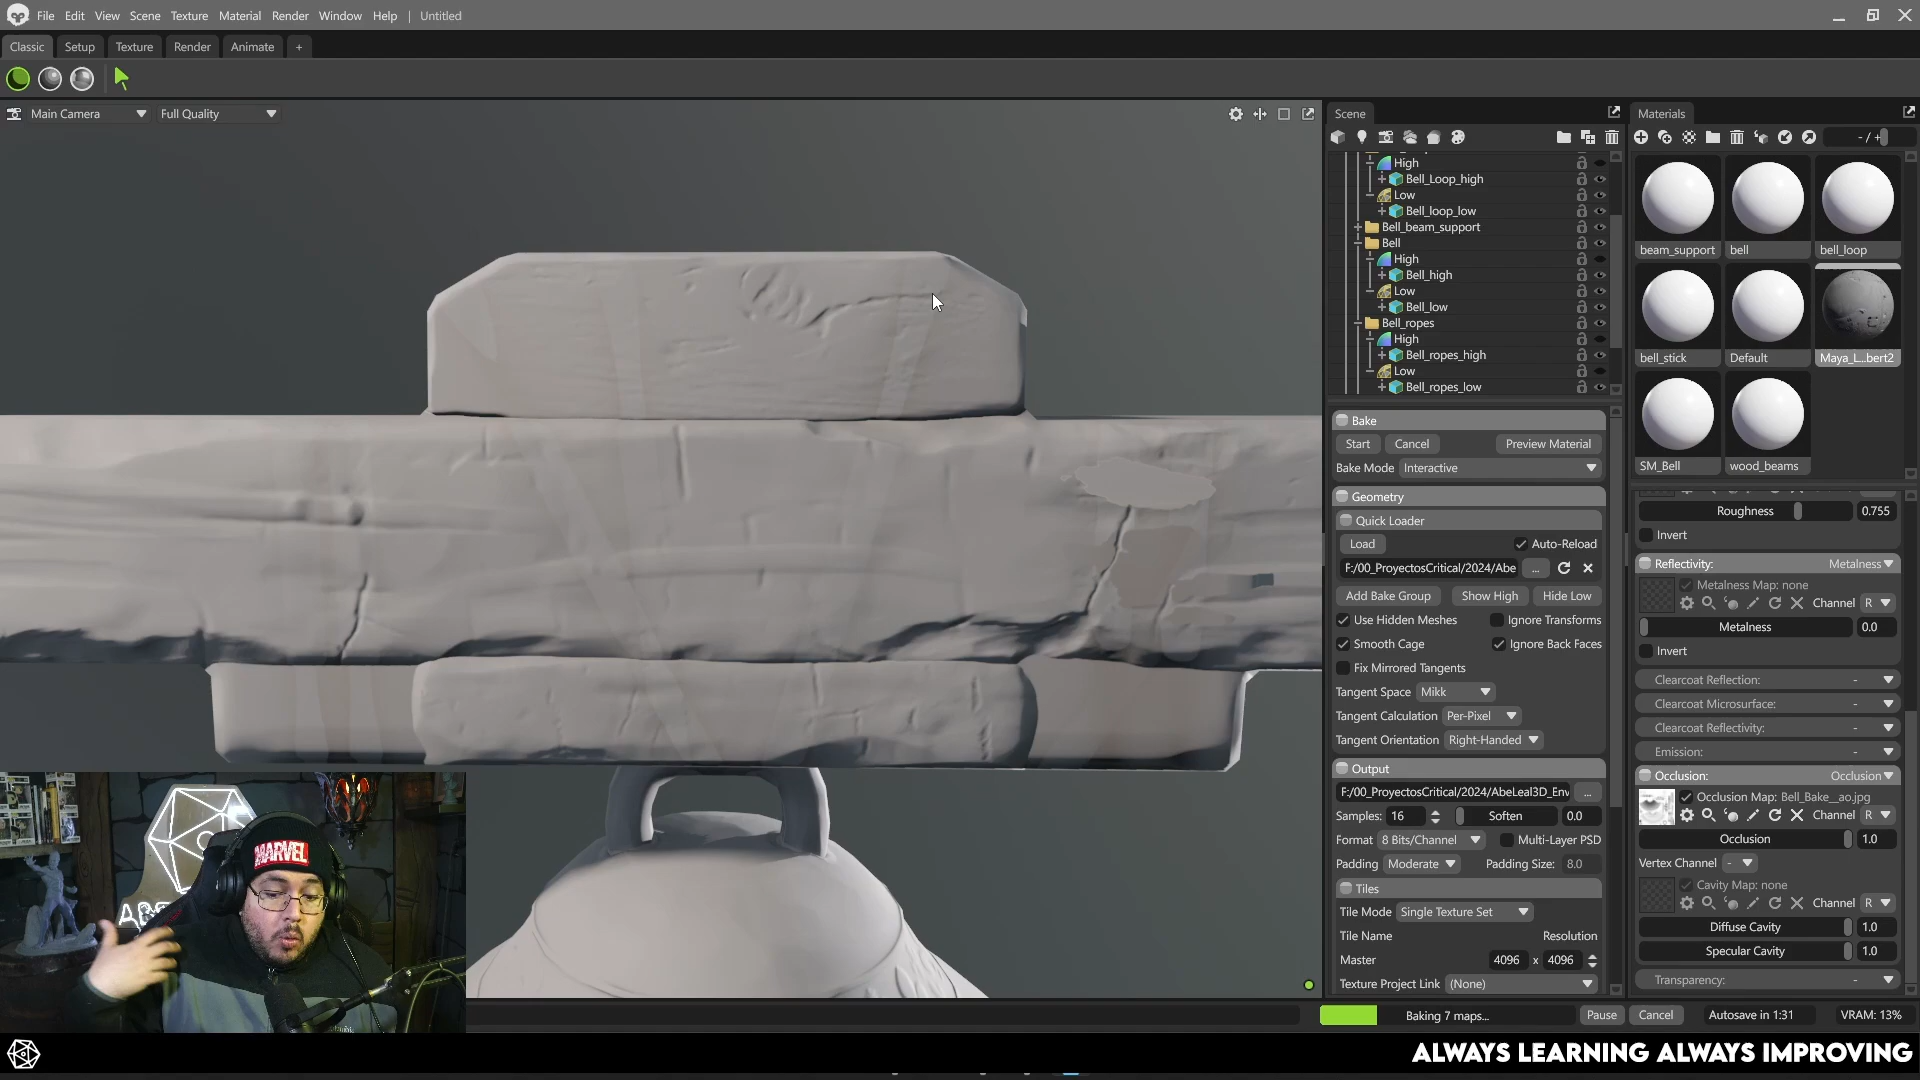 File Edit View Scene Texture Material Render Window Help | Untitled
Classic Setup Texture Render Animate +
Main Camera Full Quality
Scene
High
Bell_Loop_high
Low
Bell_loop_low
Bell_beam_support
Bell
High
Bell_high
Low
Bell_low
Bell_ropes
High
Bell_ropes_high
Low
Bell_ropes_low
Bake
Start Cancel Preview Material
Bake Mode Interactive
Geometry
Quick Loader
Load Auto-Reload
F:/00_ProyectosCritical/2024/Abe ...
Add Bake Group Show High Hide Low
Use Hidden Meshes Ignore Transforms
Smooth Cage Ignore Back Faces
Fix Mirrored Tangents
Tangent Space Mikk
Tangent Calculation Per-Pixel
Tangent Orientation Right-Handed
Output
F:/00_ProyectosCritical/2024/AbeLeal3D_Env ...
Samples: 16 Soften 0.0
Format 8 Bits/Channel Multi-Layer PSD
Padding Moderate Padding Size: 8.0
Tiles
Tile Mode Single Texture Set
Tile Name Resolution
Master 4096 x 4096
Texture Project Link (None)
Materials
- / +
beam_support bell bell_loop
bell_stick Default Maya_L...bert2
SM_Bell wood_beams
Roughness 0.755
Invert
Reflectivity: Metalness
Metalness Map: none
Channel R
Metalness 0.0
Invert
Clearcoat Reflection: -
Clearcoat Microsurface: -
Clearcoat Reflectivity: -
Emission: -
Occlusion: Occlusion
Occlusion Map: Bell_Bake__ao.jpg
Channel R
Occlusion 1.0
Vertex Channel -
Cavity Map: none
Channel R
Diffuse Cavity 1.0
Specular Cavity 1.0
Transparency: -
MARVEL
Baking 7 maps... Pause Cancel Autosave in 1:31 VRAM: 13%
ALWAYS LEARNING ALWAYS IMPROVING